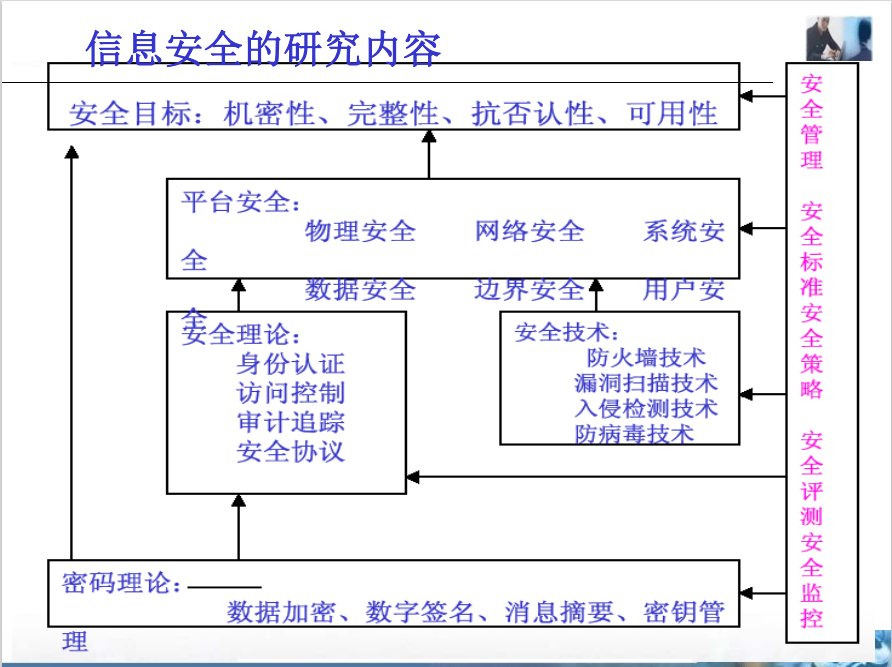 信息安全的研究内容
安全目标：机密性、完整性、抗否认性、可用性
平台安全：
物理安全 网络安全 系统安
全
数据安全 边界安全 用户安
全
安全理论：
身份认证
访问控制
审计追踪
安全协议
安全技术：
防火墙技术
漏洞扫描技术
入侵检测技术
防病毒技术
密码理论：
数据加密、数字签名、消息摘要、密钥管
理
安全管理
安全标准安全策略
安全评测安全监控